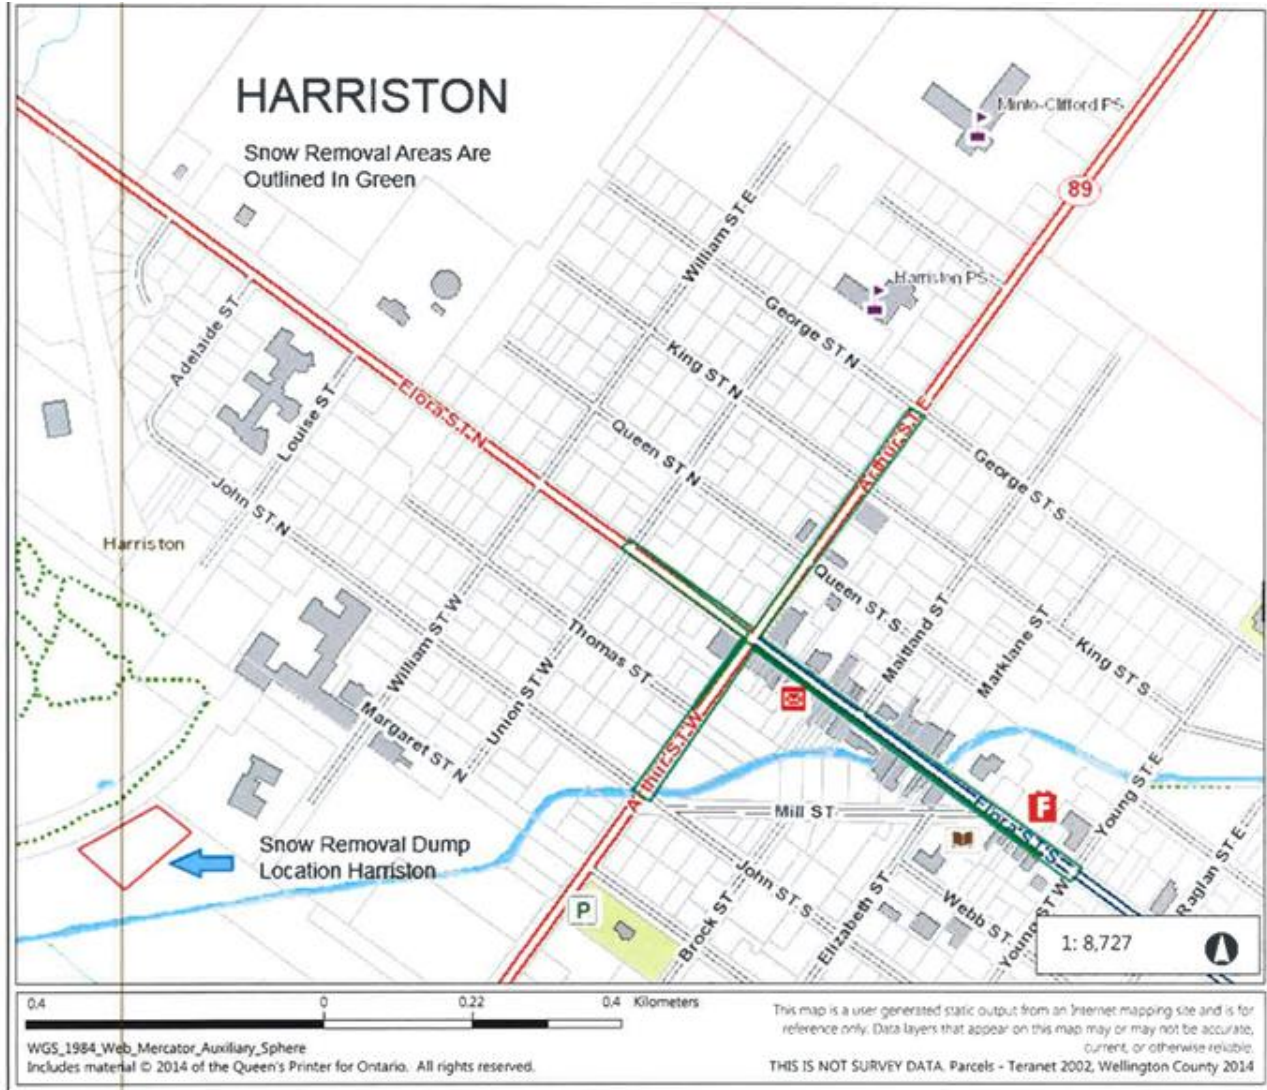 HARRISTON
Snow Removal Areas Are
Outlined In Green
Minto-Clifford PS
89
William ST E
Harriston PS
George ST N
Adelaide ST
King ST N
Elora ST N
Louise ST
Queen ST N
Arthur ST E
George ST S
John ST N
Harriston
Queen ST S
Maitland ST
Markland ST
King ST S
William ST W
Thomas ST
Union ST W
Margaret ST N
Arthur ST W
Mill ST
F
Elora ST S
Young ST E
Snow Removal Dump
Location Harriston
John ST S
Raglan ST E
P
Brock ST
Elizabeth ST
Webb ST
Young ST W
1: 8,727
0.4 0 0.22 0.4 Kilometers
WGS_1984_Web_Mercator_Auxiliary_Sphere
Includes material © 2014 of the Queen's Printer for Ontario. All rights reserved.
This map is a user generated static output from an Internet mapping site and is for
reference only. Data layers that appear on this map may or may not be accurate,
current, or otherwise reliable.
THIS IS NOT SURVEY DATA. Parcels - Teranet 2002, Wellington County 2014